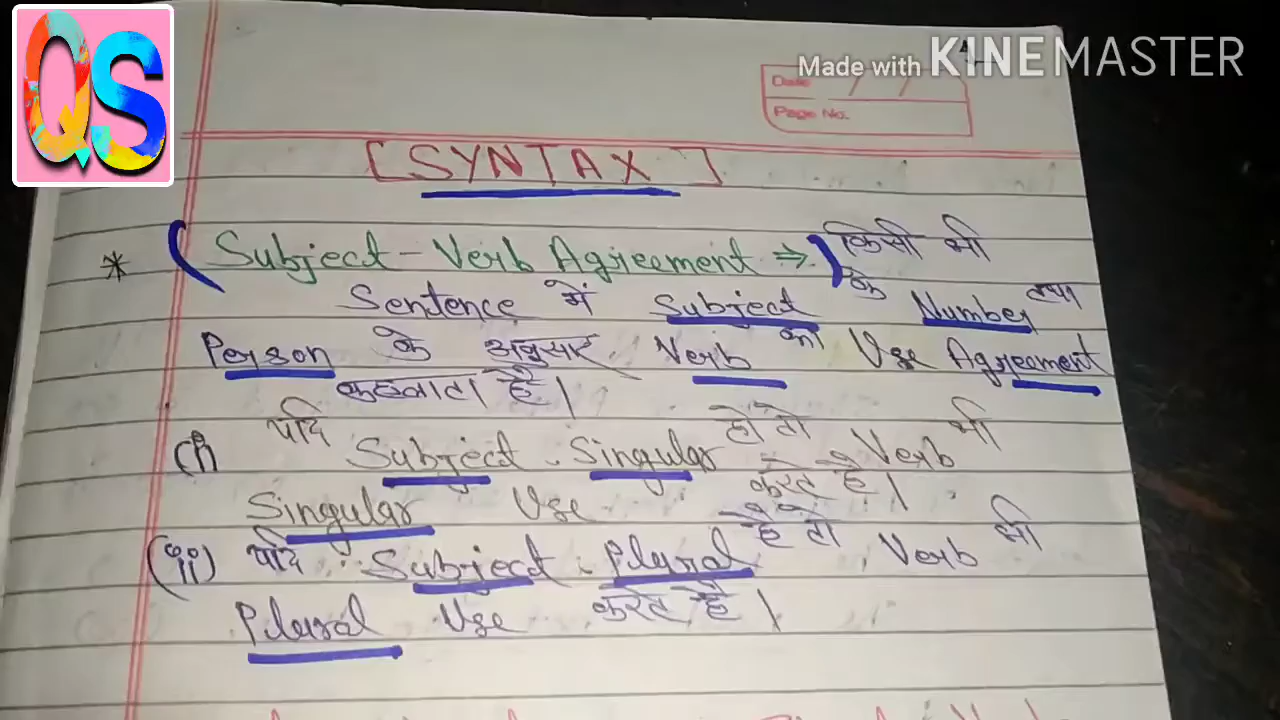 QS
Made with KINEMASTER
Date / /
Page No.
[SYNTAX]
* (Subject-Verb Agreement ⇒) किसी भी
Sentence में Subject के Number तथा
Person के अनुसार Verb का Use Agreement
कहलाता है।
(i) यदि Subject Singular हो तो Verb भी
Singular Use करते है।
(ii) यदि Subject Plural है तो Verb भी
Plural Use करते है।